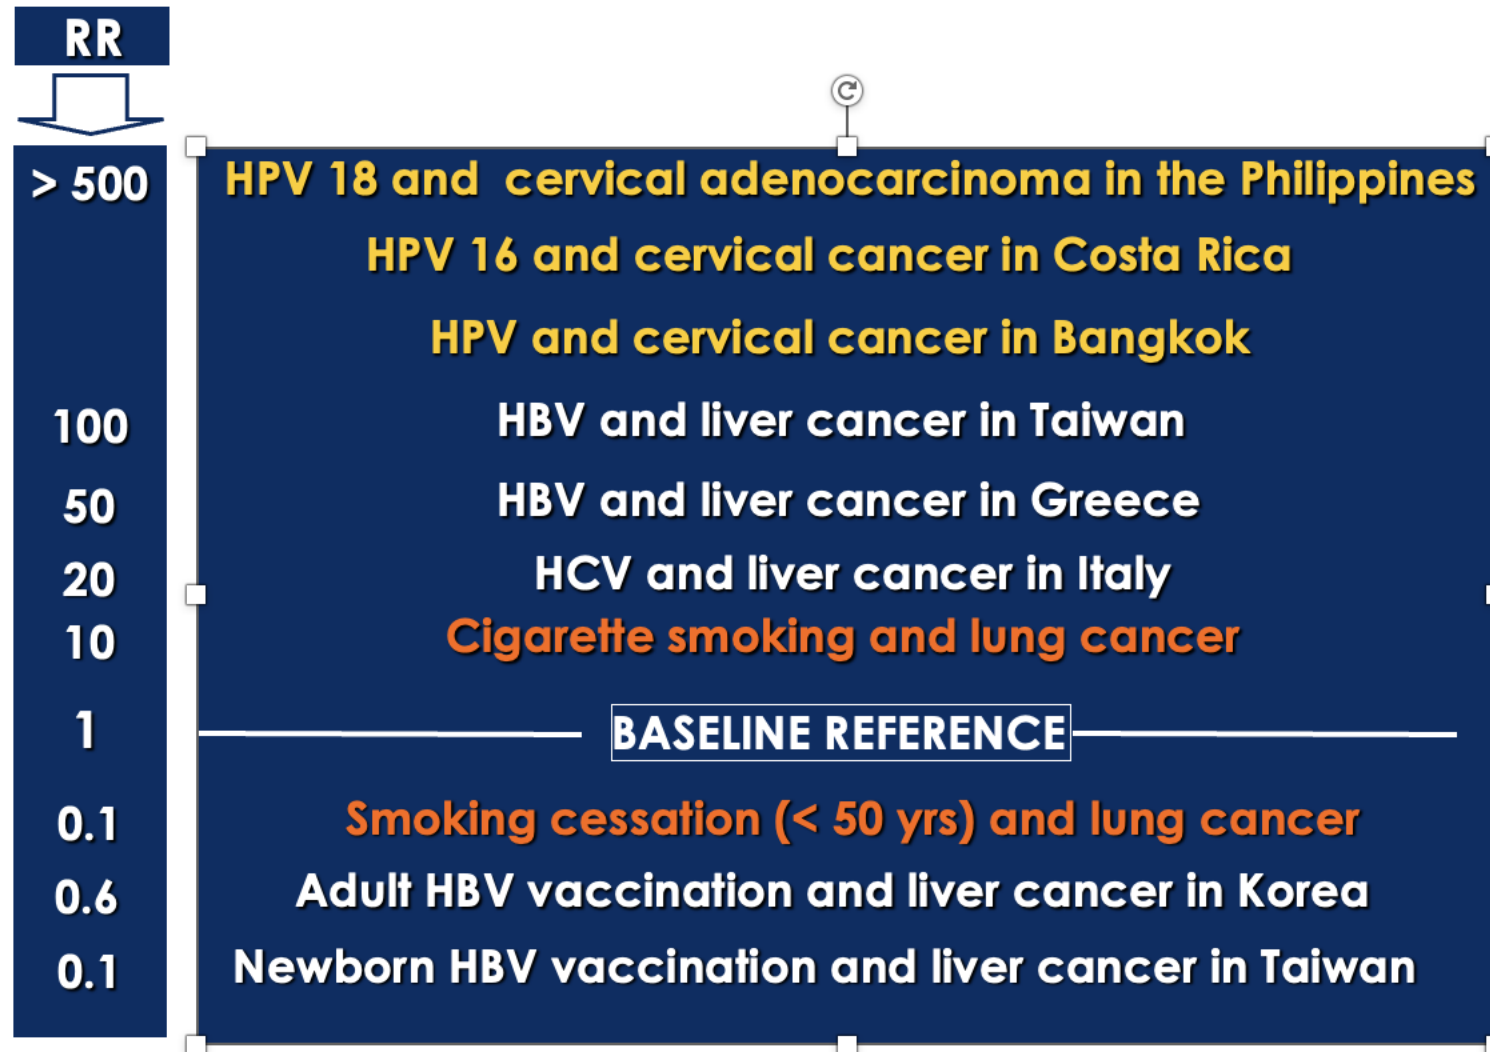 RR
> 500 HPV 18 and cervical adenocarcinoma in the Philippines
HPV 16 and cervical cancer in Costa Rica
HPV and cervical cancer in Bangkok
100 HBV and liver cancer in Taiwan
50 HBV and liver cancer in Greece
20 HCV and liver cancer in Italy
10 Cigarette smoking and lung cancer
1 BASELINE REFERENCE
0.1 Smoking cessation (< 50 yrs) and lung cancer
0.6 Adult HBV vaccination and liver cancer in Korea
0.1 Newborn HBV vaccination and liver cancer in Taiwan